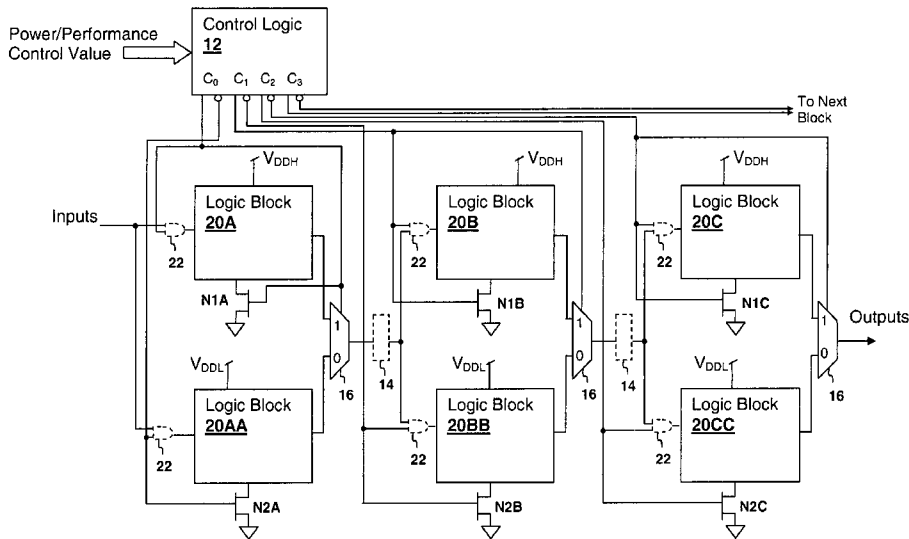 Control Logic
12
Power/Performance
Control Value
C0 C1 C2 C3
To Next
Block
VDDH VDDH VDDH
Logic Block
20A
Logic Block
20B
Logic Block
20C
Inputs
22 22 22
N1A N1B N1C
Outputs
1 1 1
0 0 0
VDDL VDDL VDDL
16 14 16 14 16
Logic Block
20AA
Logic Block
20BB
Logic Block
20CC
22 22 22
N2A N2B N2C